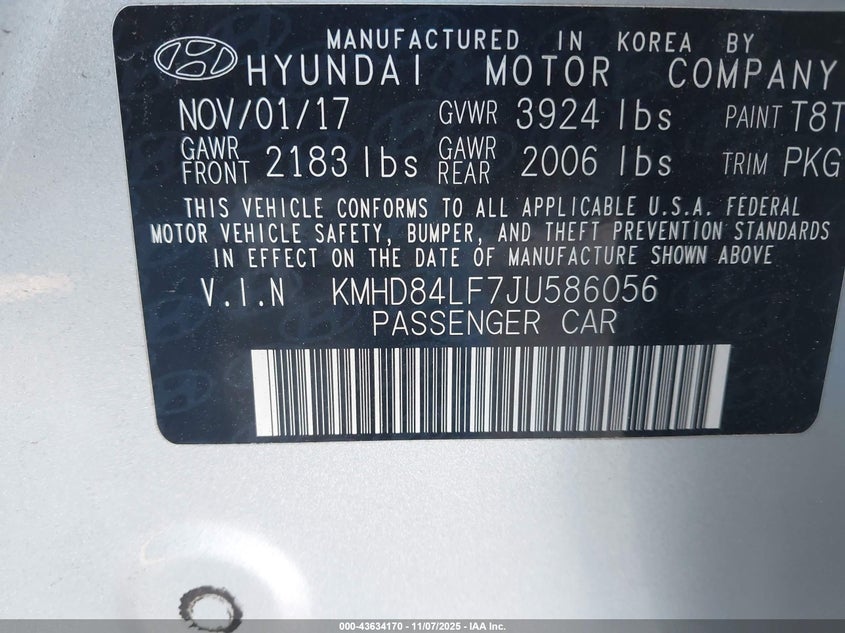 MANUFACTURED IN KOREA BY
HYUNDAI MOTOR COMPANY
NOV/01/17 GVWR 3924 lbs PAINT T8T
GAWR FRONT 2183 lbs GAWR REAR 2006 lbs TRIM PKG
THIS VEHICLE CONFORMS TO ALL APPLICABLE U.S.A. FEDERAL
MOTOR VEHICLE SAFETY, BUMPER, AND THEFT PREVENTION STANDARDS
IN EFFECT ON THE DATE OF MANUFACTURE SHOWN ABOVE
V.I.N KMHD84LF7JU586056
PASSENGER CAR
000-43634170 - 11/07/2025 - IAA Inc.